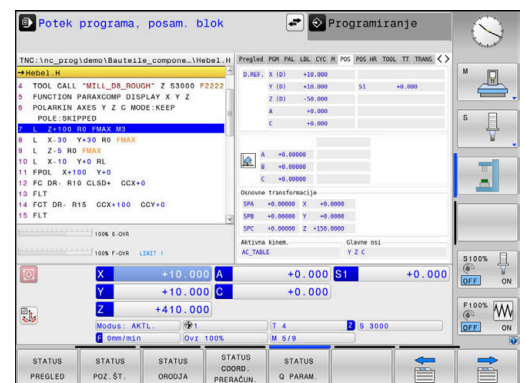 Potek programa, posam. blok
Programiranje
TNC:\nc_prog\demo\Bauteile_compone…\Hebel.H
→Hebel.H
4 TOOL CALL "MILL_D8_ROUGH" Z S3000 F2222
5 FUNCTION PARAXCOMP DISPLAY X Y Z
6 POLARKIN AXES Y Z C MODE:KEEP
POLE:SKIPPED
7 L Z+100 R0 FMAX M3
8 L X-30 Y+30 R0 FMAX
9 L Z-5 R0 FMAX
10 L X-10 Y+0 RL
11 FPOL X+100 Y+0
12 FC DR- R10 CLSD+ CCX+0
13 FLT
14 FCT DR- R15 CCX+100 CCY+0
15 FLT
100% S-OVR
100% F-OVR LIMIT 1
Pregled PGM PAL LBL CYC M POS POS HR TOOL TT TRANS
D.REF. X (D) +10.000
Y (D) +10.000 S1 +0.000
Z (D) -50.000
A +0.000
C +0.000
A +0.00000
B +0.00000
C +0.00000
Osnovne transformacije
SPA +0.00000 X +0.0000
SPB +0.00000 Y +0.0000
SPC +0.00000 Z +150.0000
Aktivna kinem. Glavne osi
AC_TABLE Y Z C
X +10.000 A +0.000 S1 +0.000
Y +10.000 C +0.000
Z +410.000
Modus: AKTL. 1 T 4 Z S 3000
F 0mm/min Ovr 100% M 5/9
STATUS PREGLED
STATUS POZ.ŠT.
STATUS ORODJA
STATUS COORD. PRERAČUN.
STATUS Q PARAM.
M
S
S100%
OFF ON
F100%
OFF ON